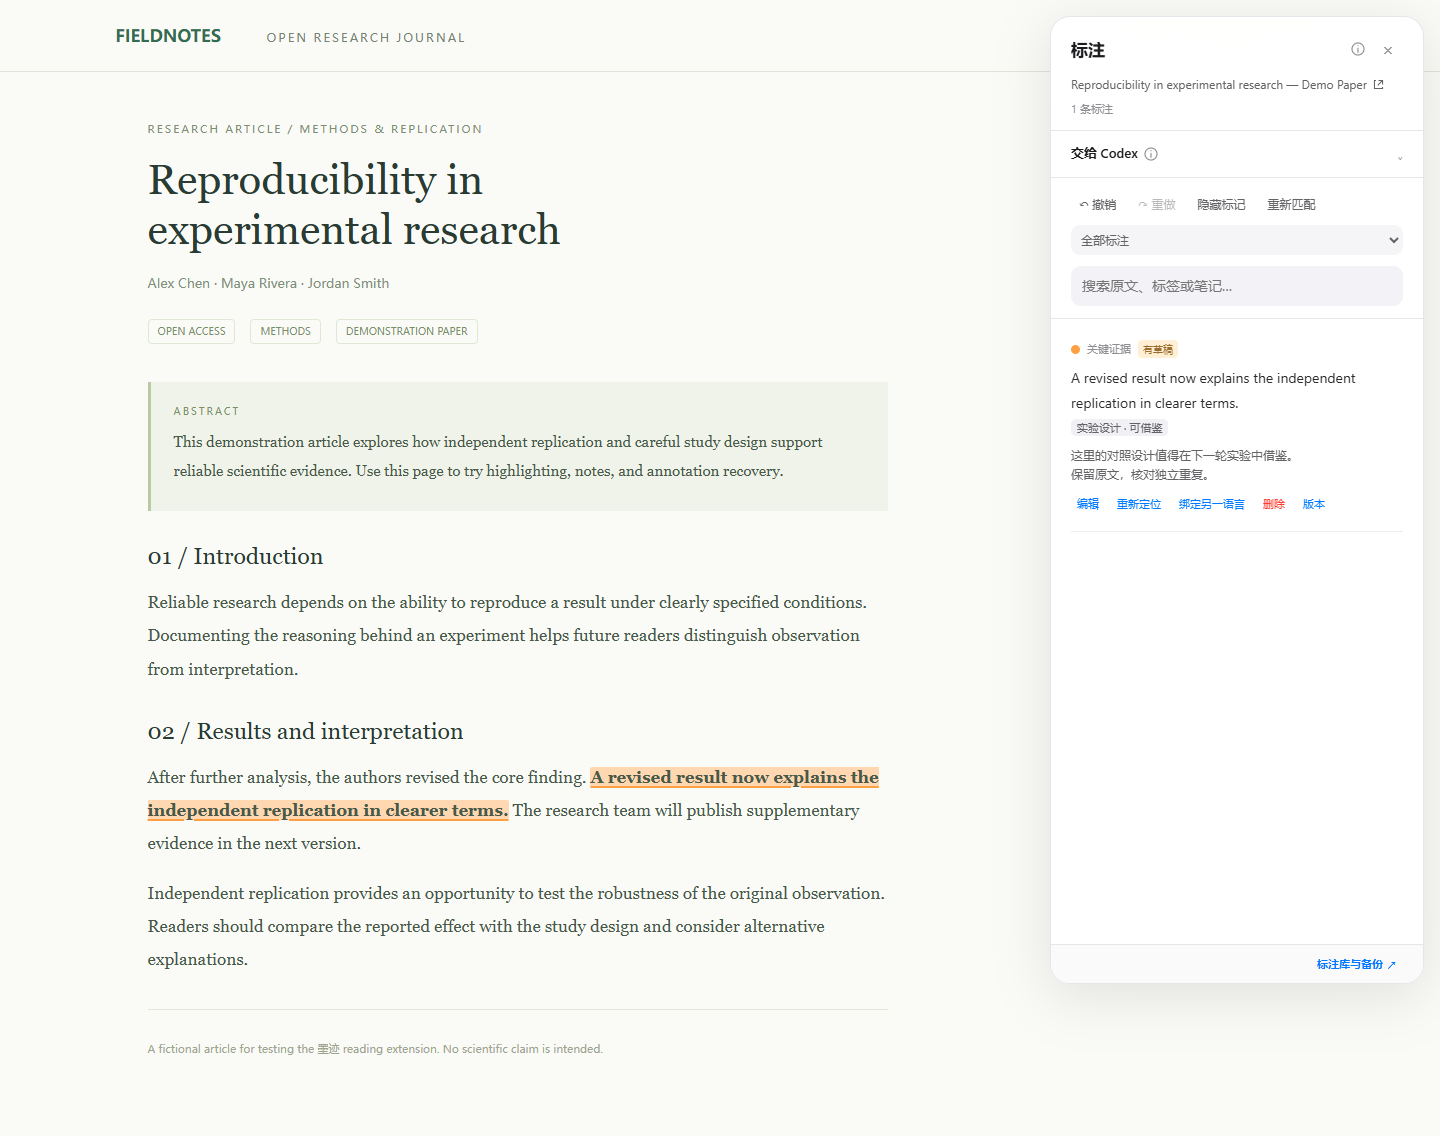 FIELDNOTES
OPEN RESEARCH JOURNAL
RESEARCH ARTICLE / METHODS & REPLICATION
Reproducibility in
experimental research
Alex Chen · Maya Rivera · Jordan Smith
OPEN ACCESS
METHODS
DEMONSTRATION PAPER
ABSTRACT
This demonstration article explores how independent replication and careful study design support
reliable scientific evidence. Use this page to try highlighting, notes, and annotation recovery.
01 / Introduction
Reliable research depends on the ability to reproduce a result under clearly specified conditions.
Documenting the reasoning behind an experiment helps future readers distinguish observation
from interpretation.
02 / Results and interpretation
After further analysis, the authors revised the core finding. A revised result now explains the
independent replication in clearer terms. The research team will publish supplementary
evidence in the next version.
Independent replication provides an opportunity to test the robustness of the original observation.
Readers should compare the reported effect with the study design and consider alternative
explanations.
A fictional article for testing the 墨迹 reading extension. No scientific claim is intended.
标注
Reproducibility in experimental research — Demo Paper
1 条标注
交给 Codex
↶ 撤销
↷ 重做
隐藏标记
重新匹配
全部标注
搜索原文、标签或笔记...
关键证据
有草稿
A revised result now explains the independent
replication in clearer terms.
实验设计 · 可借鉴
这里的对照设计值得在下一轮实验中借鉴。
保留原文，核对独立重复。
编辑
重新定位
绑定另一语言
删除
版本
标注库与备份 ↗